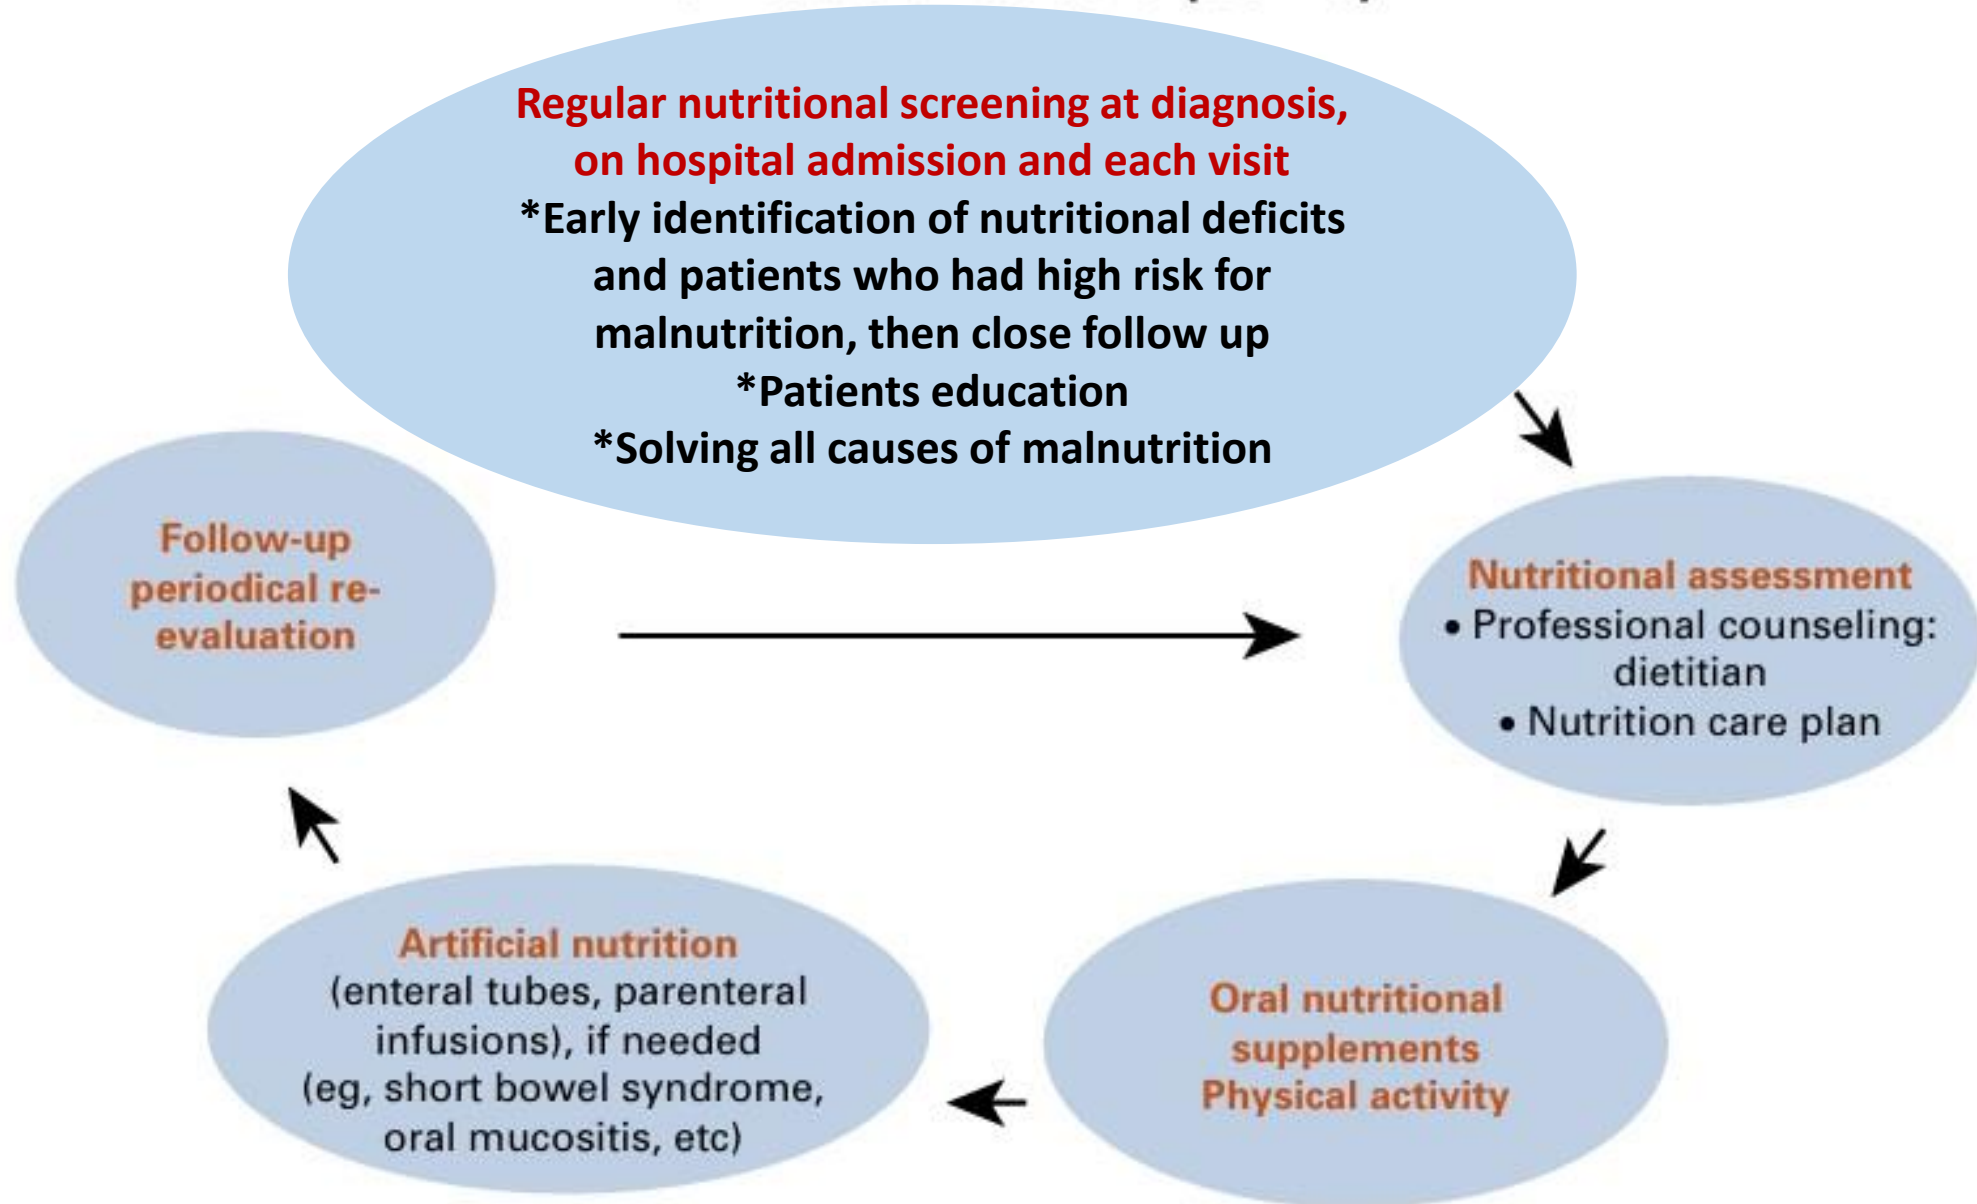 Regular nutritional screening at diagnosis,
on hospital admission and each visit
*Early identification of nutritional deficits
and patients who had high risk for
malnutrition, then close follow up
*Patients education
*Solving all causes of malnutrition
Follow-up
periodical re-
evaluation
Nutritional assessment
• Professional counseling:
dietitian
• Nutrition care plan
Artificial nutrition
(enteral tubes, parenteral
infusions), if needed
(eg, short bowel syndrome,
oral mucositis, etc)
Oral nutritional
supplements
Physical activity